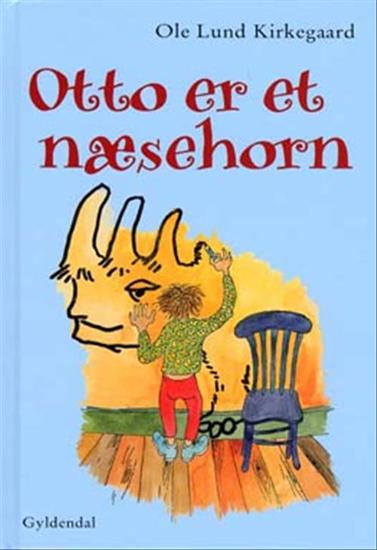 Ole Lund Kirkegaard
Otto er et
næsehorn
Gyldendal